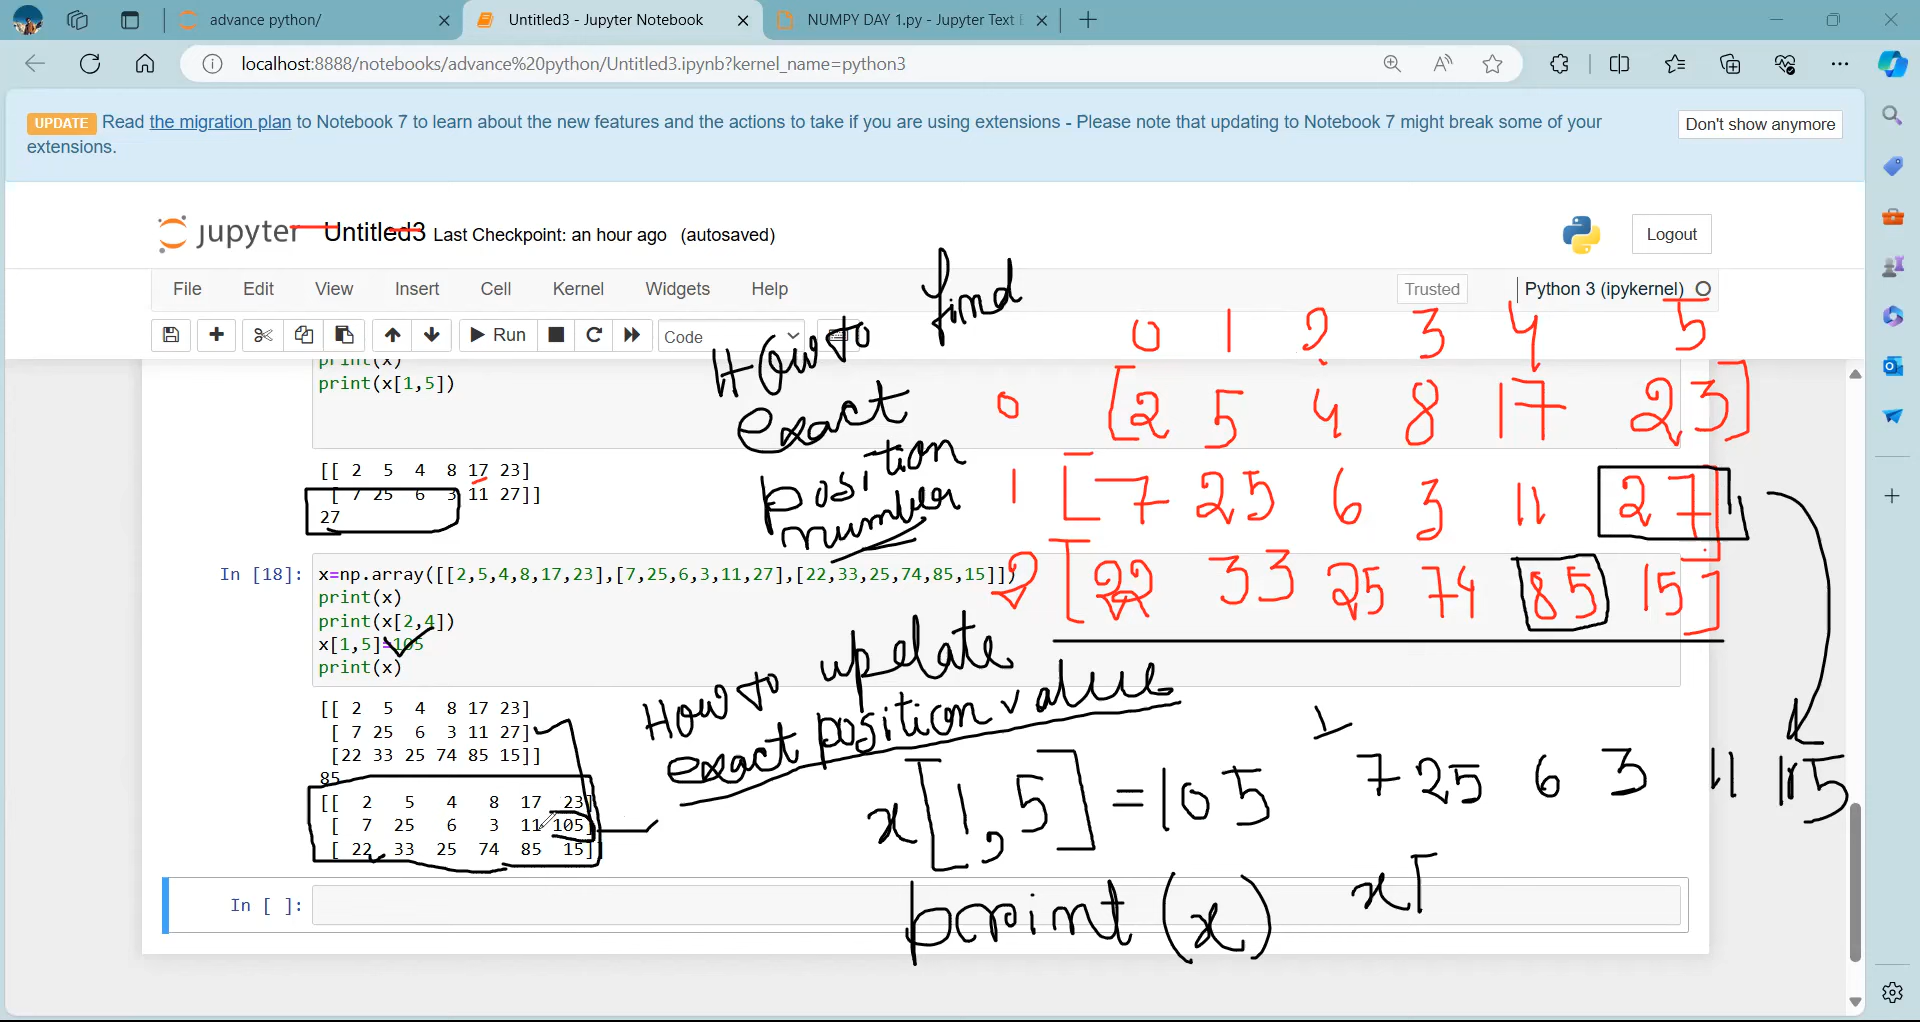 advance python/
Untitled3 - Jupyter Notebook
NUMPY DAY 1.py - Jupyter Text
localhost:8888/notebooks/advance%20python/Untitled3.ipynb?kernel_name=python3
UPDATE Read the migration plan to Notebook 7 to learn about the new features and the actions to take if you are using extensions - Please note that updating to Notebook 7 might break some of your
extensions.
Don't show anymore
jupyter Untitled3 Last Checkpoint: an hour ago (autosaved)
Logout
File Edit View Insert Cell Kernel Widgets Help
Trusted
Python 3 (ipykernel)
Run
Code
print(x)
print(x[1,5])
[[ 2 5 4 8 17 23]
[ 7 25 6 3 11 27]]
27
In [18]:
x=np.array([[2,5,4,8,17,23],[7,25,6,3,11,27],[22,33,25,74,85,15]])
print(x)
print(x[2,4])
x[1,5]=105
print(x)
[[ 2 5 4 8 17 23]
[ 7 25 6 3 11 27]
[22 33 25 74 85 15]]
85
[[ 2 5 4 8 17 23]
[ 7 25 6 3 11 105]
[ 22 33 25 74 85 15]]
In [ ]:
How to find
exact
position
number
0 1 2 3 4 5
0 [2 5 4 8 17 23]
1 [7 25 6 3 11 27]
2 [22 33 25 74 85 15]
How to update
exact position value
x[1,5] = 105
print(x)
7 25 6 3 11 105
x[